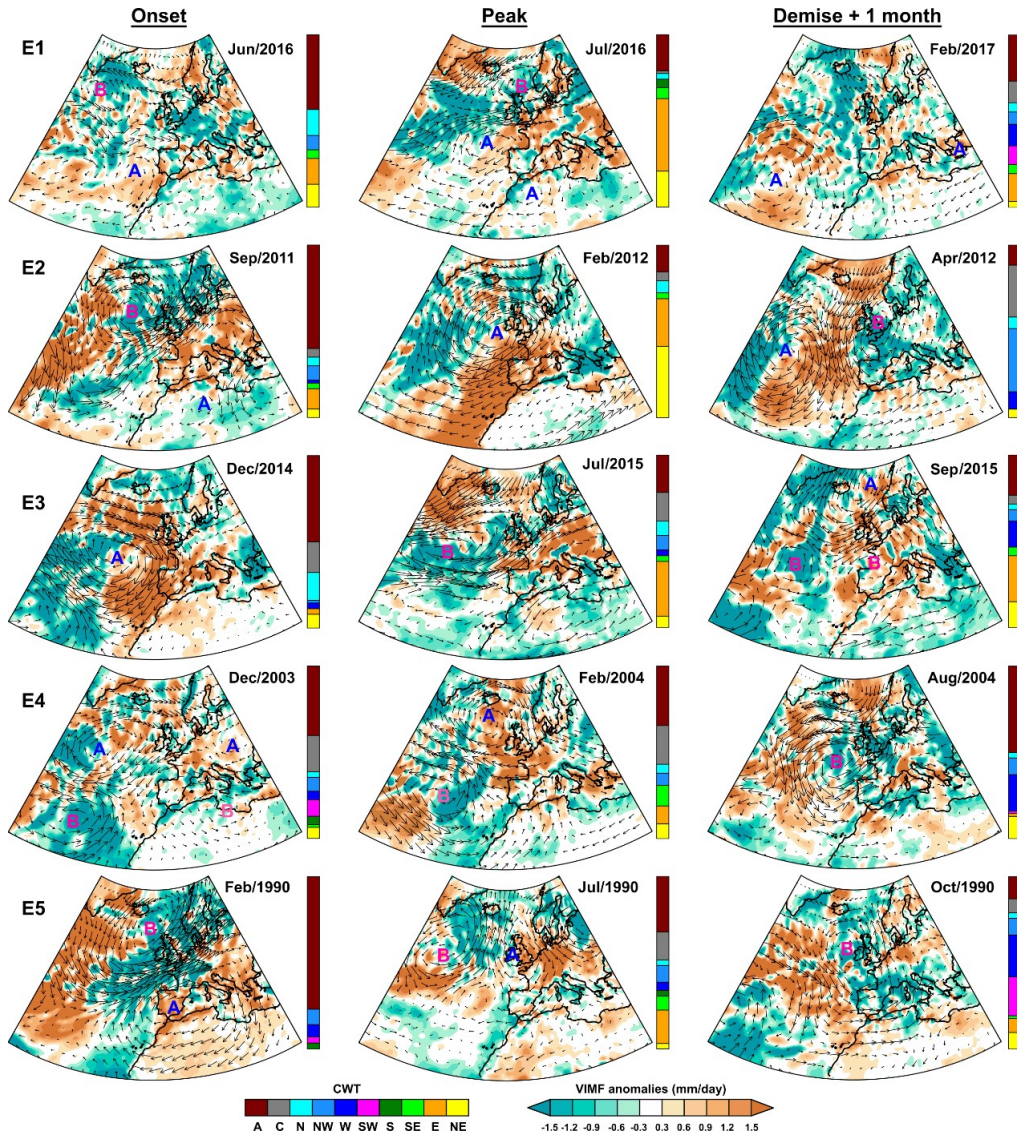 Onset Peak Demise + 1 month
E1 Jun/2016 Jul/2016 Feb/2017
B B
A A A A A
E2 Sep/2011 Feb/2012 Apr/2012
B A B
A A
E3 Dec/2014 Jul/2015 Sep/2015
A
A B B B
E4 Dec/2003 Feb/2004 Aug/2004
A A A B
B B B
E5 Feb/1990 Jul/1990 Oct/1990
B B A B
A
CWT VIMF anomalies (mm/day)
A C N NW W SW S SE E NE -1.5 -1.2 -0.9 -0.6 -0.3 0.3 0.6 0.9 1.2 1.5